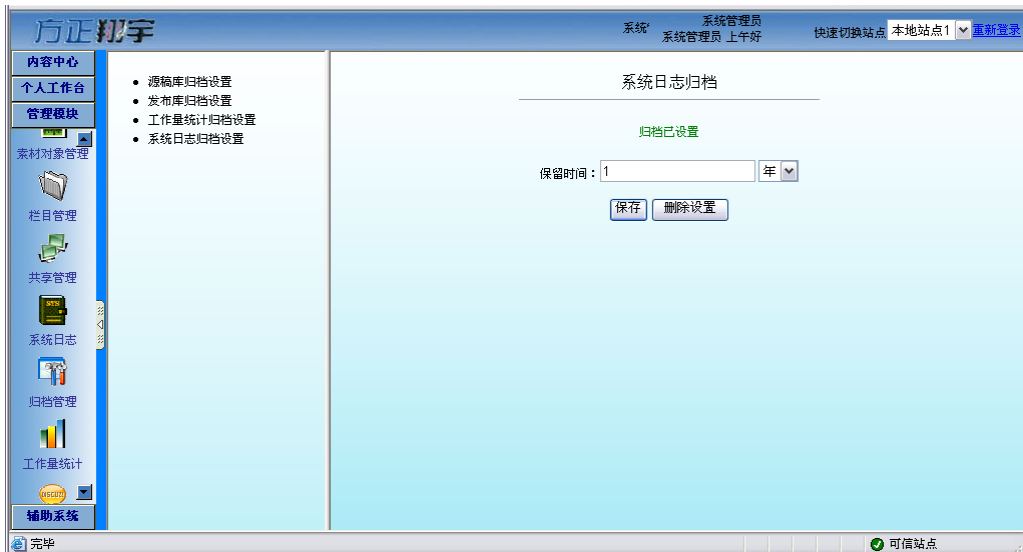 方正翔宇
系统'
系统管理员
系统管理员 上午好
快速切换站点 本地站点1 重新登录
内容中心
个人工作台
管理模块
素材对象管理
栏目管理
共享管理
SYS
系统日志
归档管理
工作量统计
DISCUZ!
辅助系统
源稿库归档设置
发布库归档设置
工作量统计归档设置
系统日志归档设置
系统日志归档
归档已设置
保留时间： 1 年
保存 删除设置
完毕 可信站点